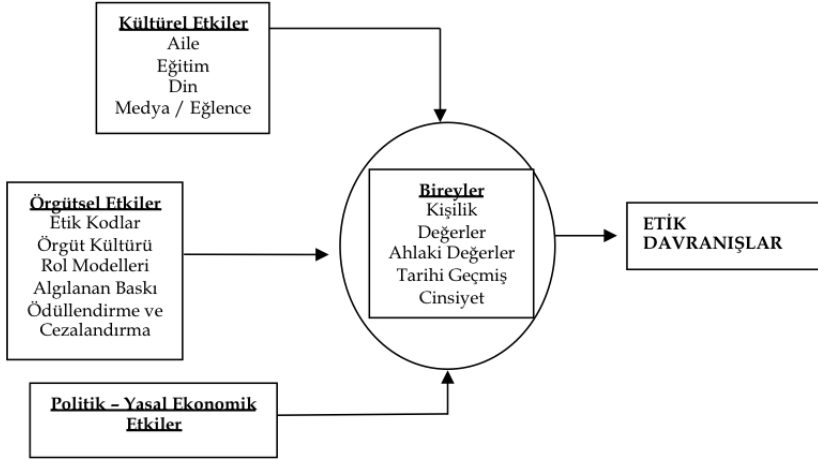 Kültürel Etkiler
Aile
Eğitim
Din
Medya / Eğlence
Örgütsel Etkiler
Etik Kodlar
Örgüt Kültürü
Rol Modelleri
Algılanan Baskı
Ödüllendirme ve
Cezalandırma
Politik – Yasal Ekonomik
Etkiler
Bireyler
Kişilik
Değerler
Ahlaki Değerler
Tarihi Geçmiş
Cinsiyet
ETİK
DAVRANIŞLAR